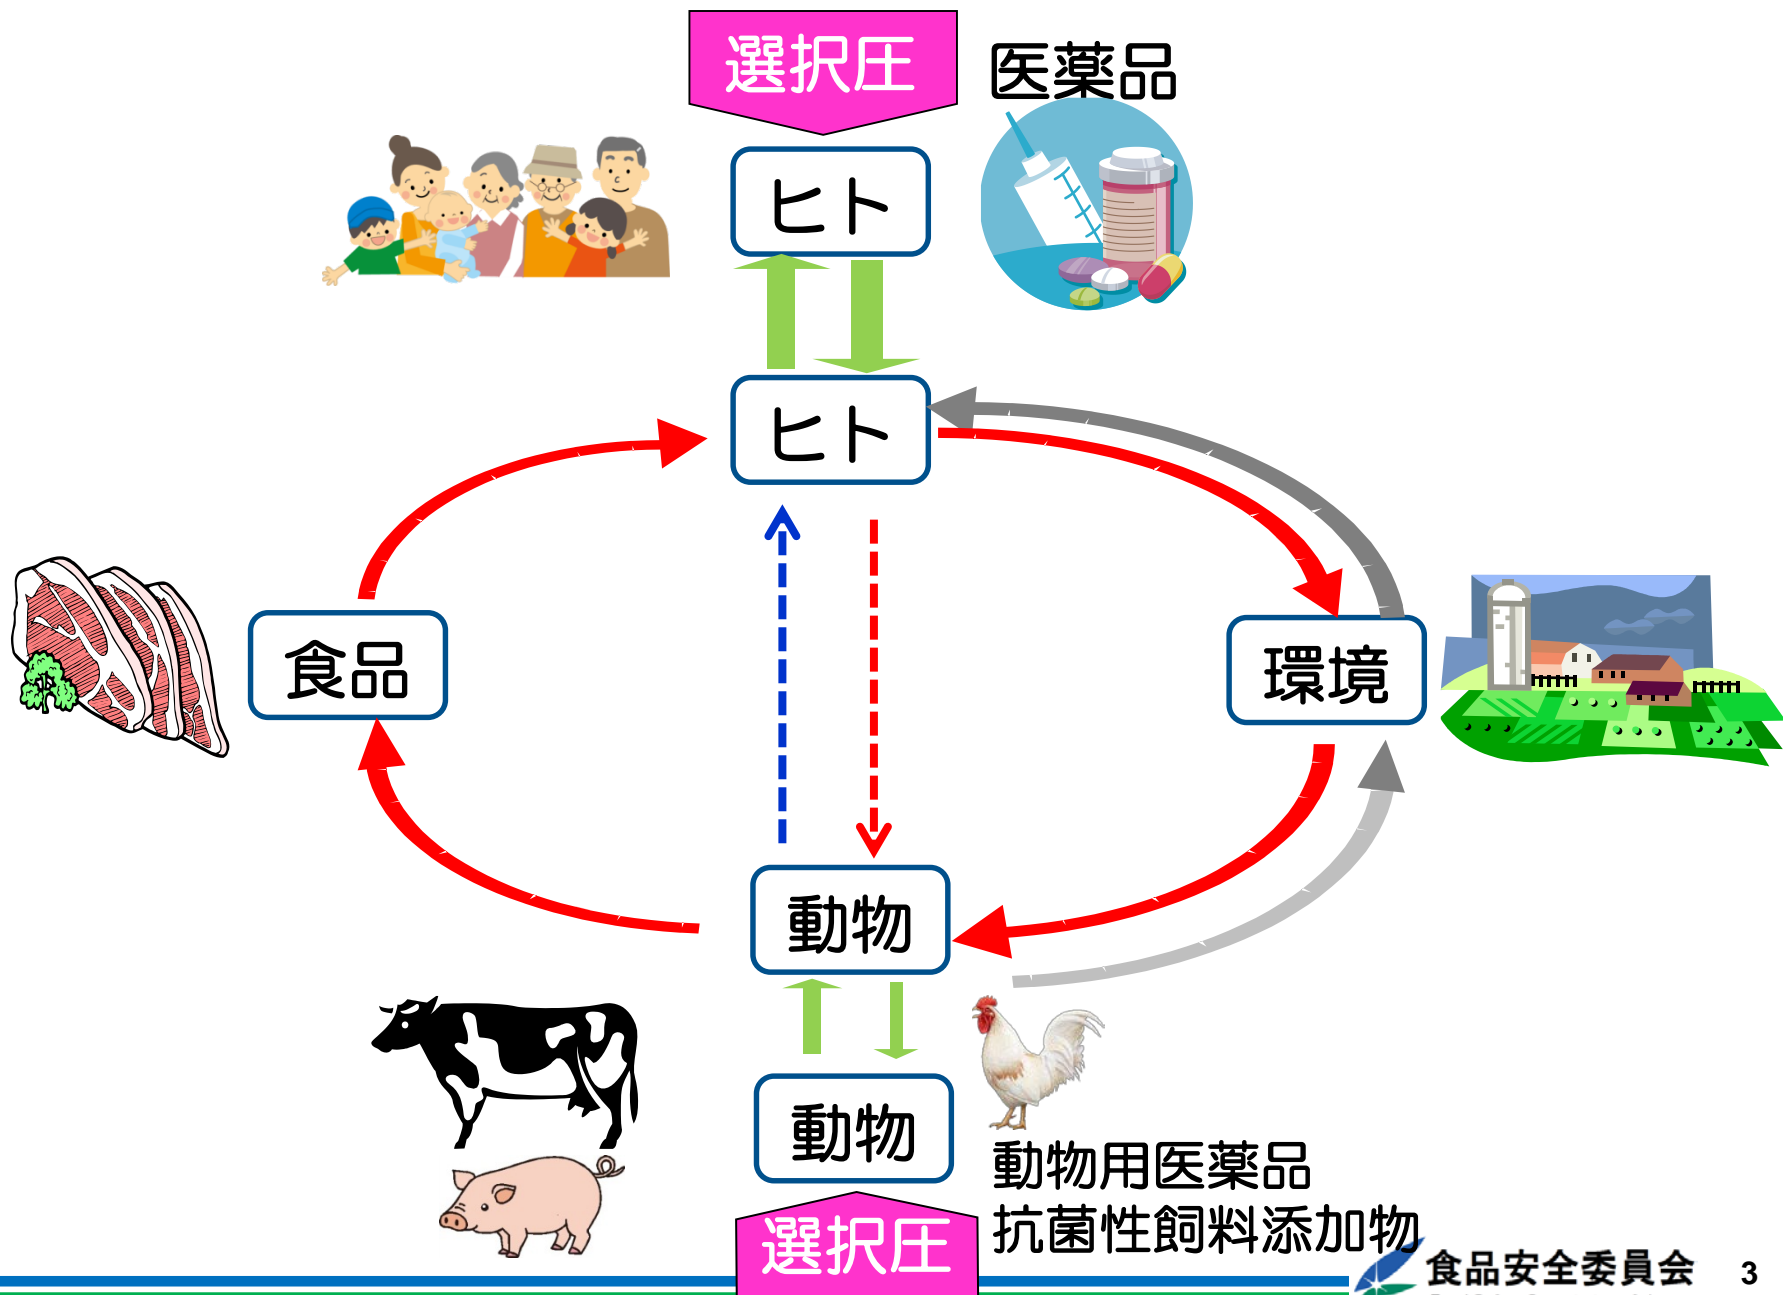 選択圧
医薬品
ヒト
ヒト
食品
環境
動物
動物
動物用医薬品
抗菌性飼料添加物
選択圧
食品安全委員会
3